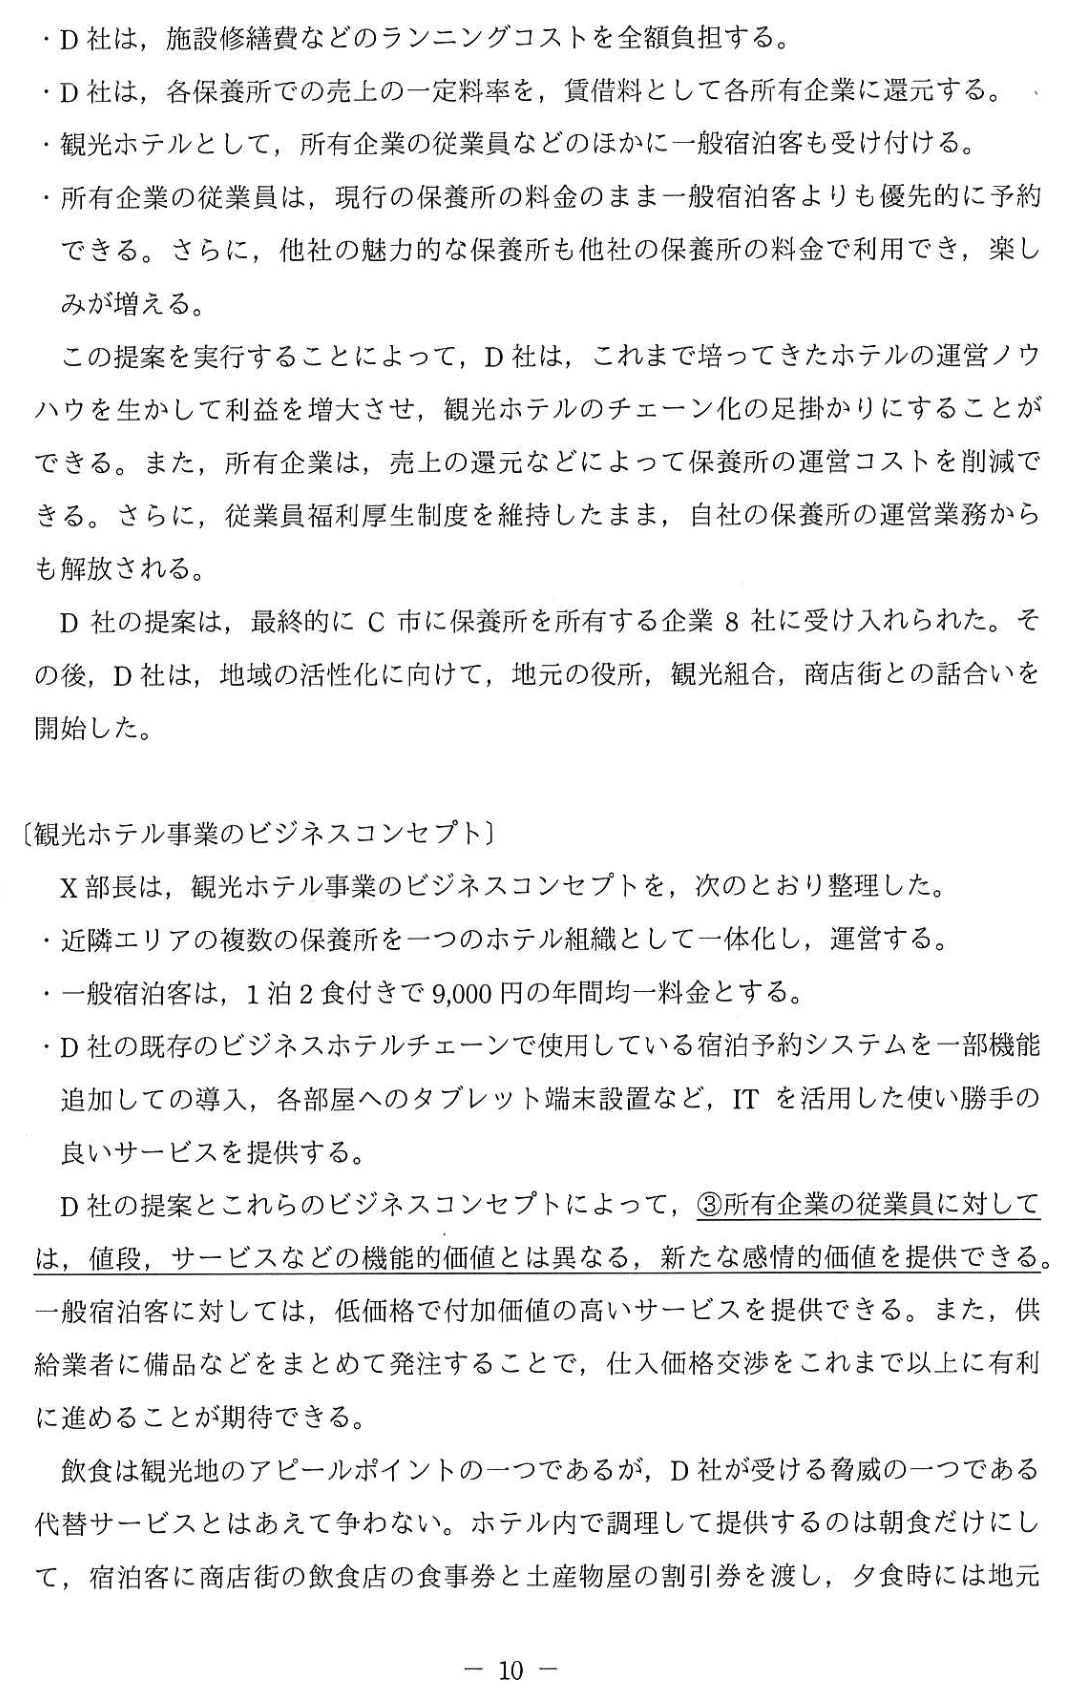 ・D 社は，施設修繕費などのランニングコストを全額負担する。
・D 社は，各保養所での売上の一定料率を，賃借料として各所有企業に還元する。
・観光ホテルとして，所有企業の従業員などのほかに一般宿泊客も受け付ける。
・所有企業の従業員は，現行の保養所の料金のまま一般宿泊客よりも優先的に予約
できる。さらに，他社の魅力的な保養所も他社の保養所の料金で利用でき，楽し
みが増える。
この提案を実行することによって，D 社は，これまで培ってきたホテルの運営ノウ
ハウを生かして利益を増大させ，観光ホテルのチェーン化の足掛かりにすることが
できる。また，所有企業は，売上の還元などによって保養所の運営コストを削減で
きる。さらに，従業員福利厚生制度を維持したまま，自社の保養所の運営業務から
も解放される。
D 社の提案は，最終的に C 市に保養所を所有する企業 8 社に受け入れられた。そ
の後，D 社は，地域の活性化に向けて，地元の役所，観光組合，商店街との話合いを
開始した。
〔観光ホテル事業のビジネスコンセプト〕
X 部長は，観光ホテル事業のビジネスコンセプトを，次のとおり整理した。
・近隣エリアの複数の保養所を一つのホテル組織として一体化し，運営する。
・一般宿泊客は，1 泊 2 食付きで 9,000 円の年間均一料金とする。
・D 社の既存のビジネスホテルチェーンで使用している宿泊予約システムを一部機能
追加しての導入，各部屋へのタブレット端末設置など，IT を活用した使い勝手の
良いサービスを提供する。
D 社の提案とこれらのビジネスコンセプトによって，③所有企業の従業員に対して
は，値段，サービスなどの機能的価値とは異なる，新たな感情的価値を提供できる。
一般宿泊客に対しては，低価格で付加価値の高いサービスを提供できる。また，供
給業者に備品などをまとめて発注することで，仕入価格交渉をこれまで以上に有利
に進めることが期待できる。
飲食は観光地のアピールポイントの一つであるが，D 社が受ける脅威の一つである
代替サービスとはあえて争わない。ホテル内で調理して提供するのは朝食だけにし
て，宿泊客に商店街の飲食店の食事券と土産物屋の割引券を渡し，夕食時には地元
－ 10 －